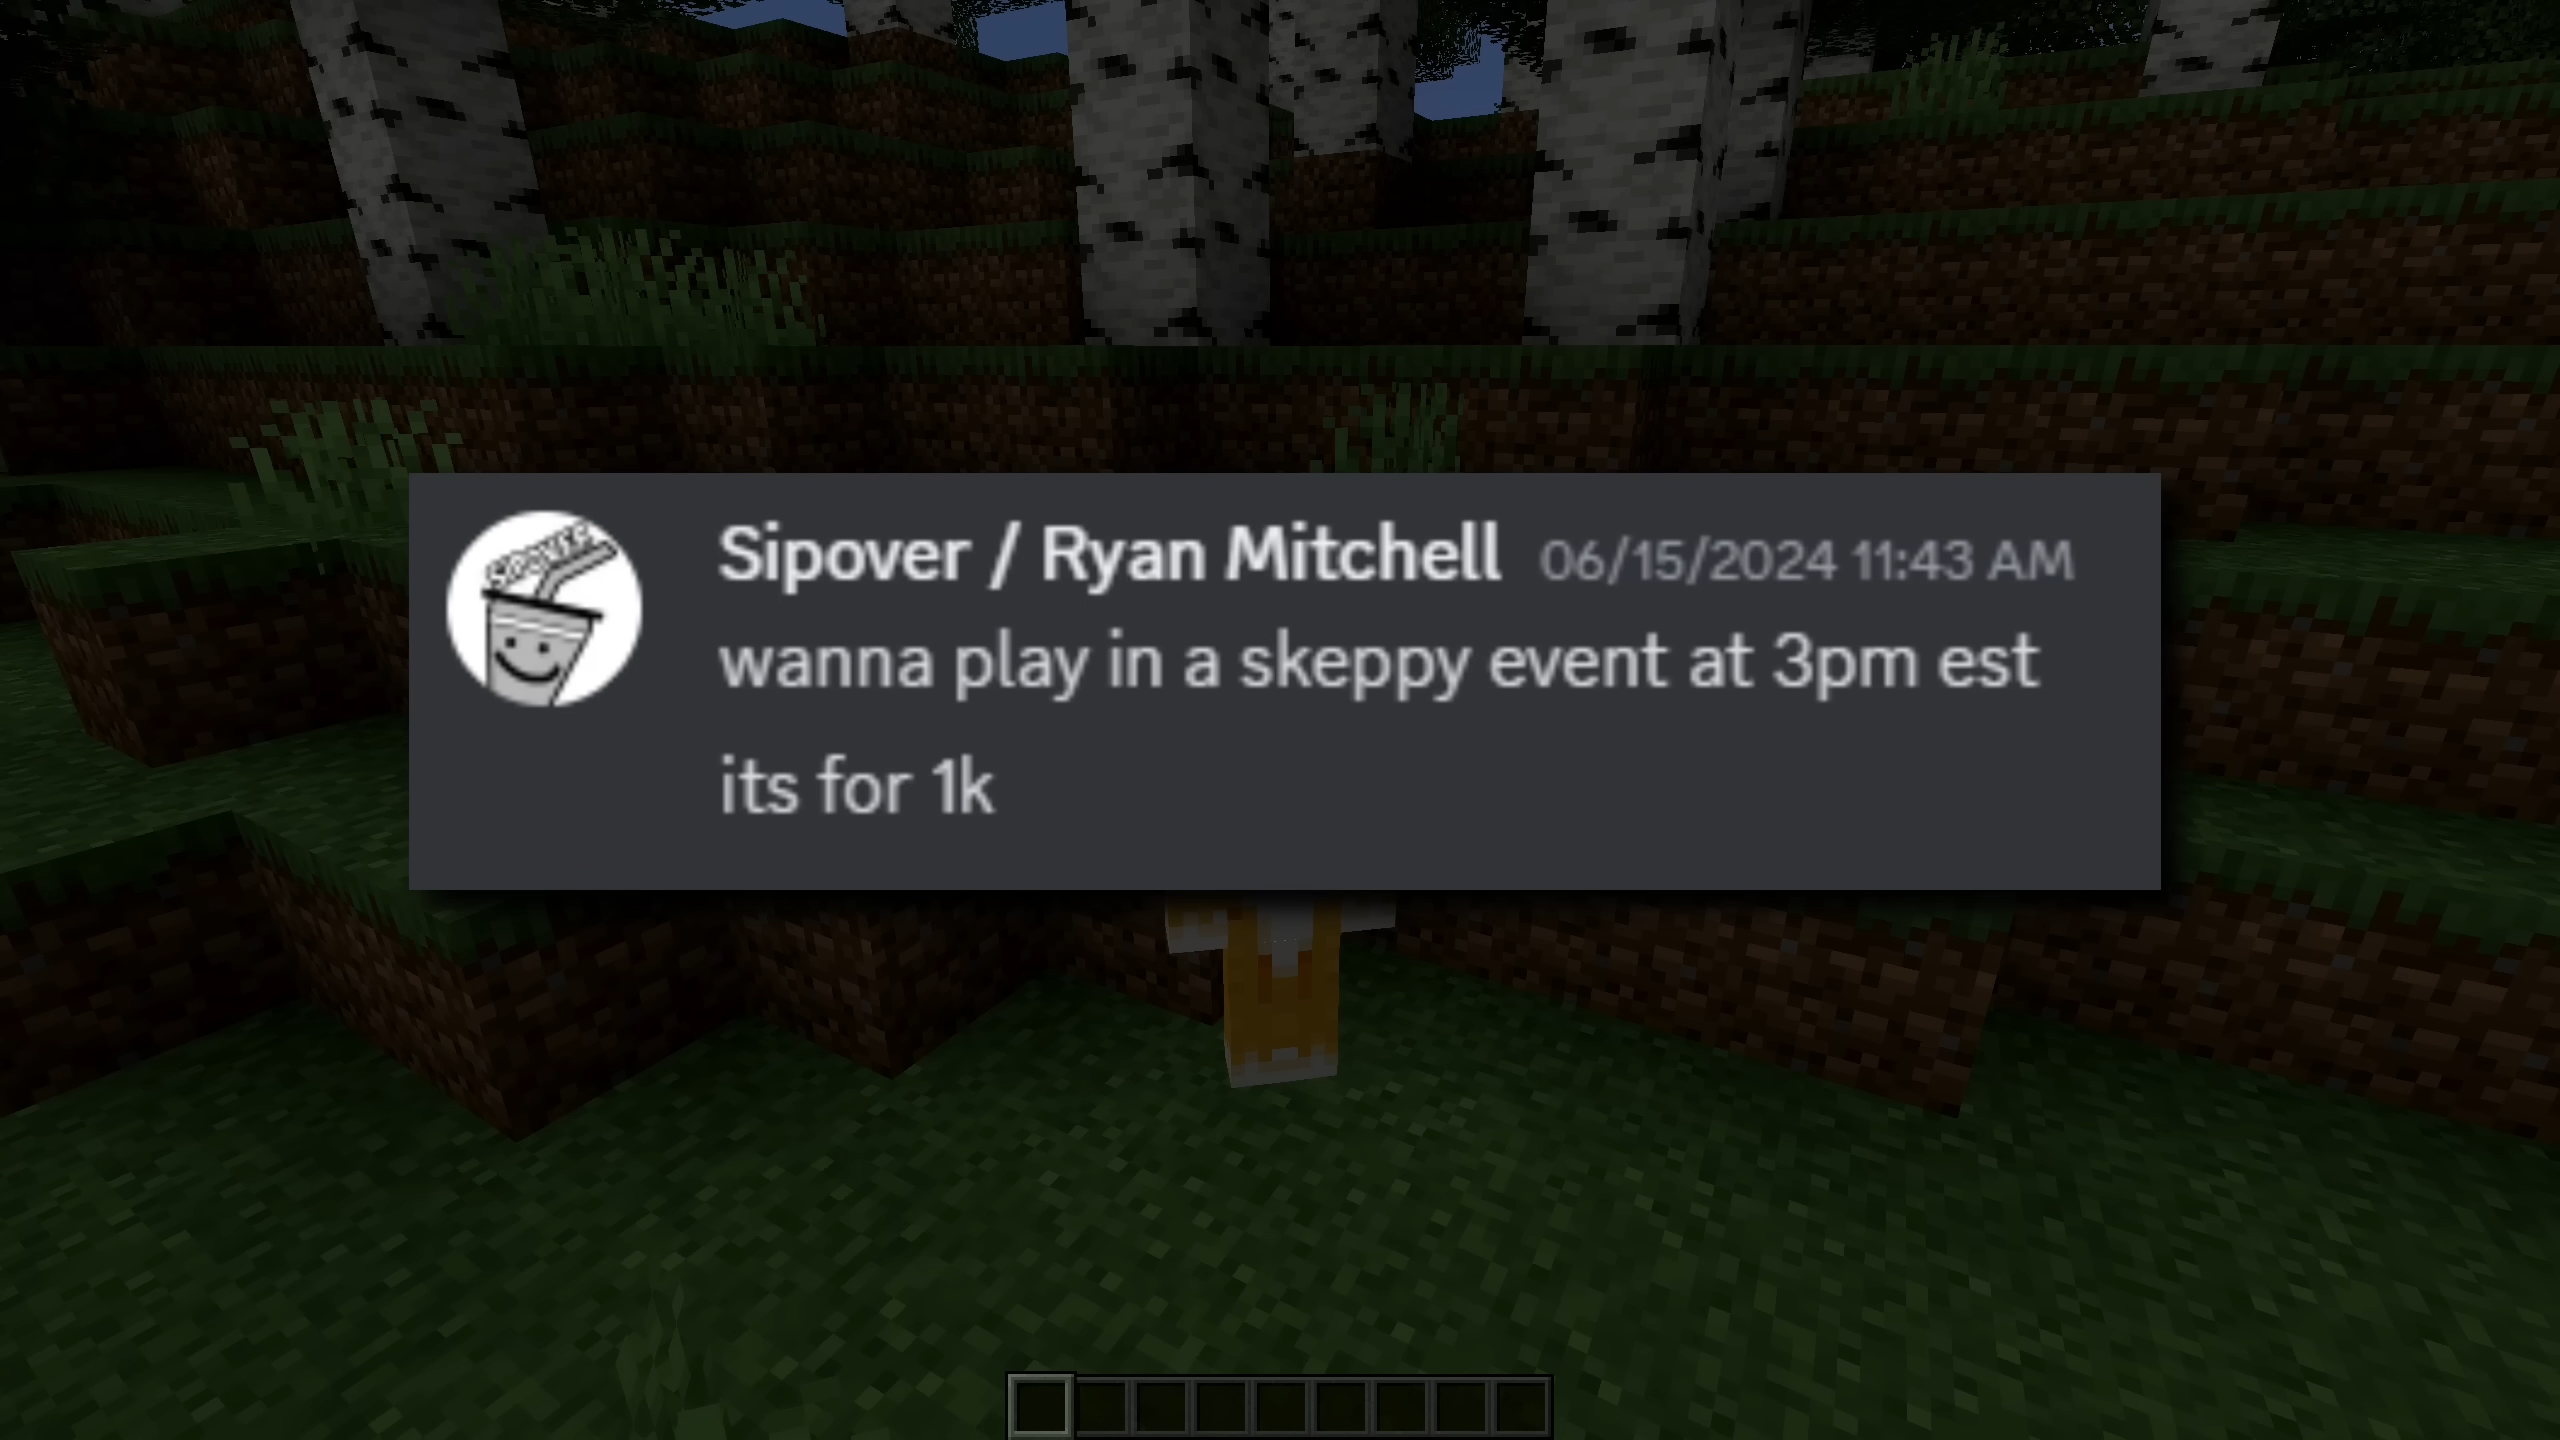 Sipover / Ryan Mitchell 06/15/2024 11:43 AM
wanna play in a skeppy event at 3pm est
its for 1k